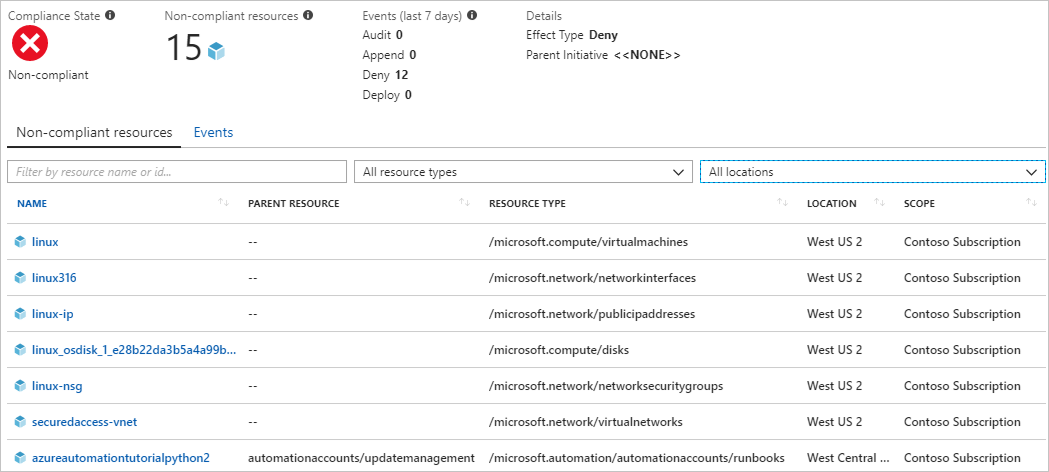 Compliance State
Non-compliant
Non-compliant resources
15
Events (last 7 days)
Audit 0
Append 0
Deny 12
Deploy 0
Details
Effect Type Deny
Parent Initiative <<NONE>>
Non-compliant resources Events
Filter by resource name or id... All resource types All locations
NAME PARENT RESOURCE RESOURCE TYPE LOCATION SCOPE
linux -- /microsoft.compute/virtualmachines West US 2 Contoso Subscription
linux316 -- /microsoft.network/networkinterfaces West US 2 Contoso Subscription
linux-ip -- /microsoft.network/publicipaddresses West US 2 Contoso Subscription
linux_osdisk_1_e28b22da3b5a4a99b... -- /microsoft.compute/disks West US 2 Contoso Subscription
linux-nsg -- /microsoft.network/networksecuritygroups West US 2 Contoso Subscription
securedaccess-vnet -- /microsoft.network/virtualnetworks West US 2 Contoso Subscription
azureautomationtutorialpython2 automationaccounts/updatemanagement /microsoft.automation/automationaccounts/runbooks West Central ... Contoso Subscription